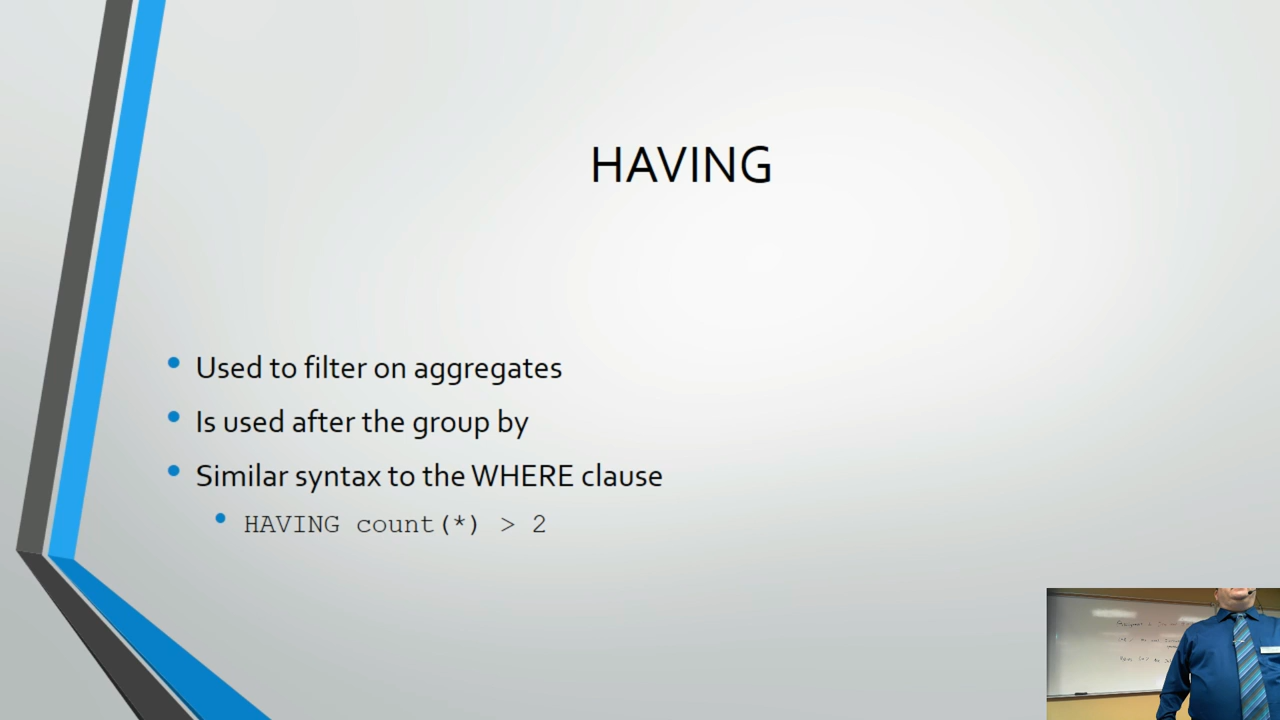 HAVING
Used to filter on aggregates
Is used after the group by
Similar syntax to the WHERE clause
HAVING count(*) > 2